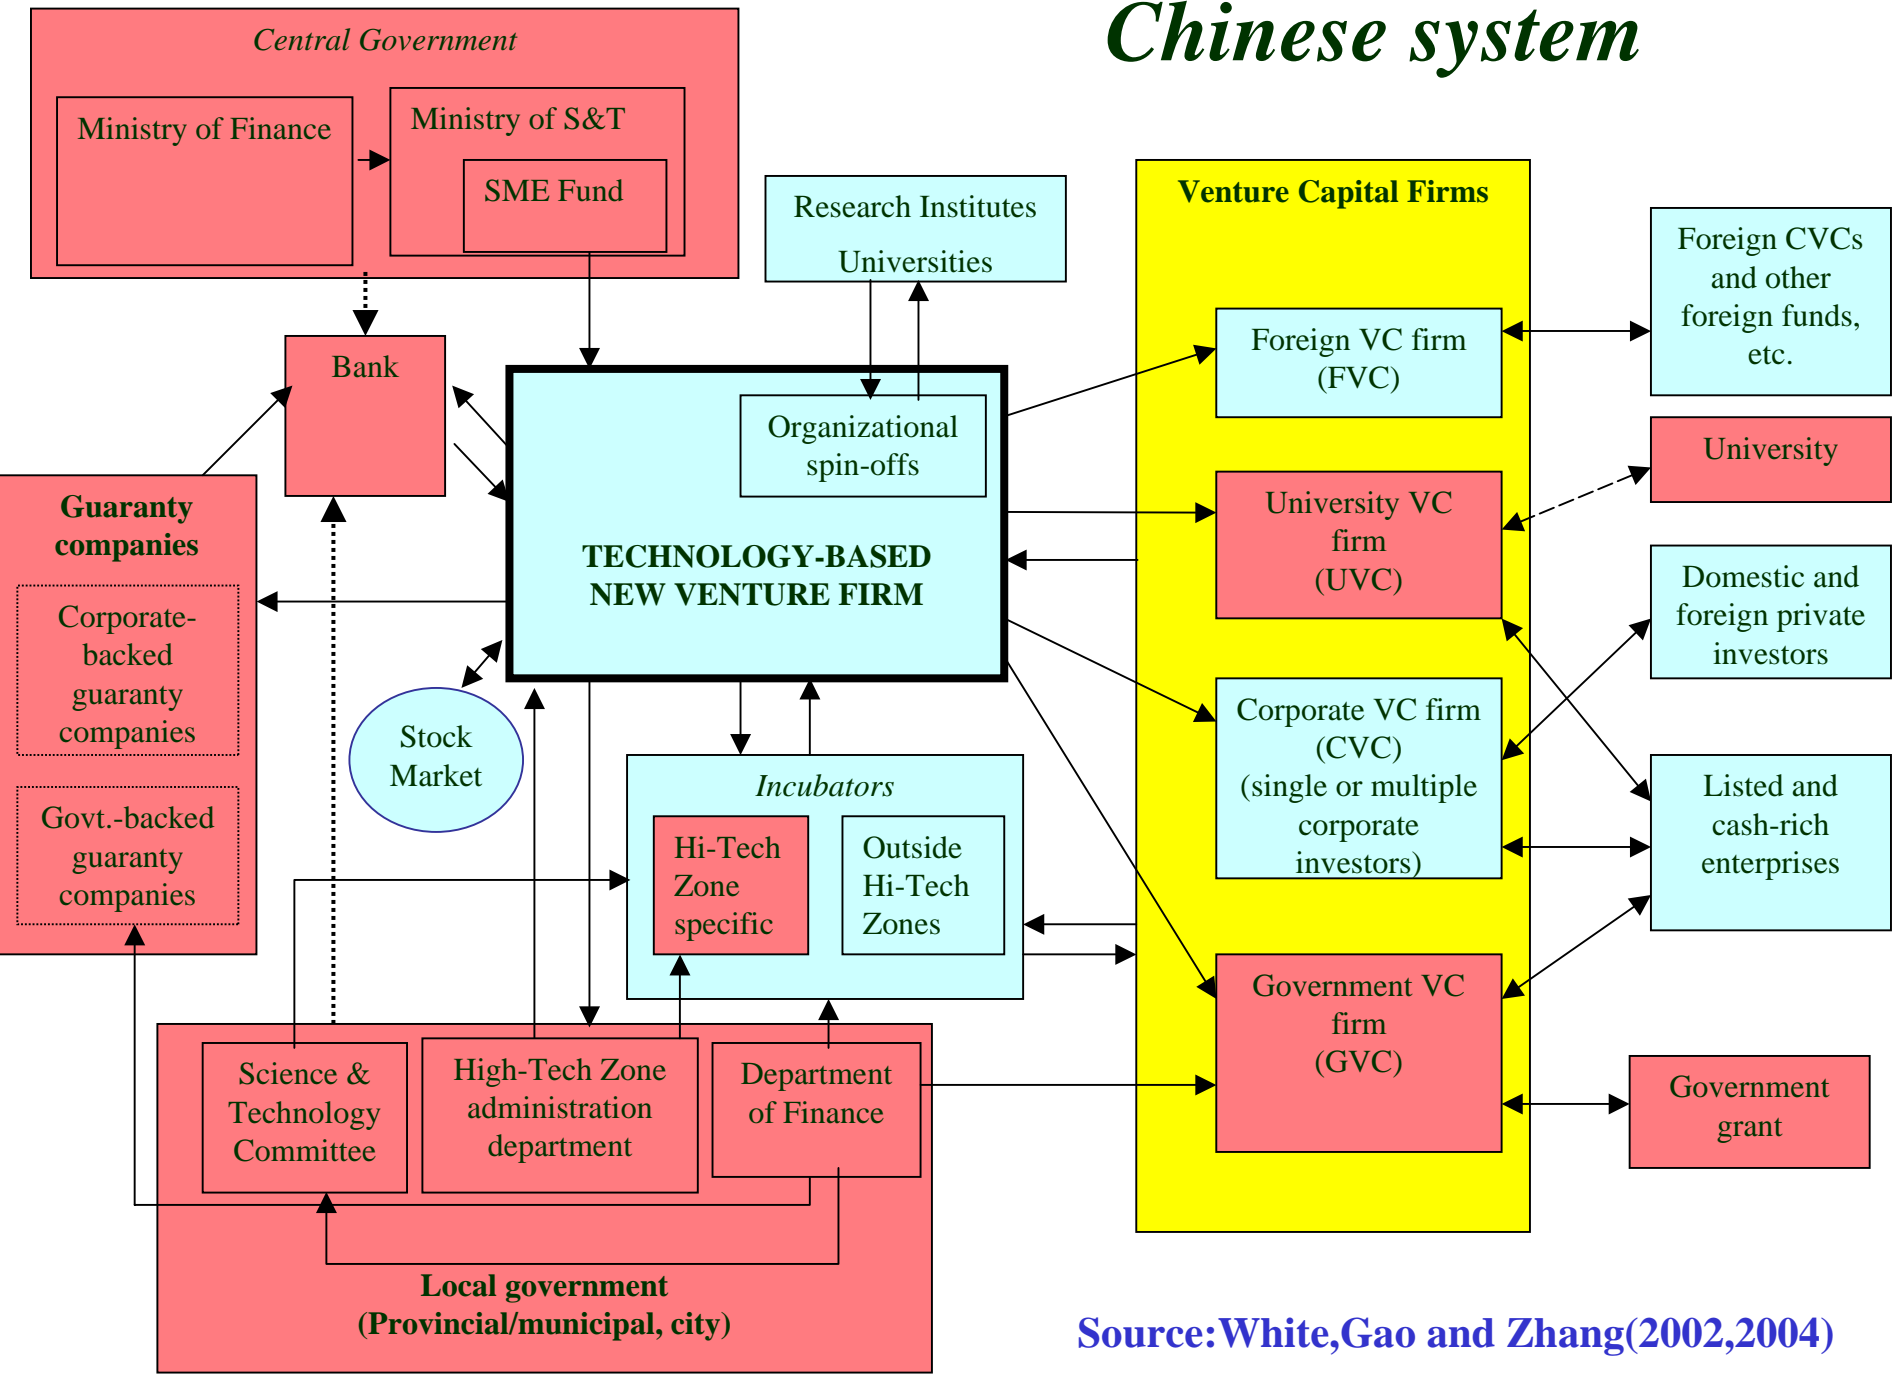 Chinese system
Central Government
Ministry of Finance
Ministry of S&T
SME Fund
Research Institutes
Universities
Venture Capital Firms
Foreign CVCs
and other
foreign funds,
etc.
Bank
Foreign VC firm
(FVC)
Organizational
spin-offs
University
Guaranty
companies
University VC
firm
(UVC)
TECHNOLOGY-BASED
NEW VENTURE FIRM
Domestic and
foreign private
investors
Corporate-
backed
guaranty
companies
Stock
Market
Corporate VC firm
(CVC)
(single or multiple
corporate
investors)
Incubators
Listed and
cash-rich
enterprises
Govt.-backed
guaranty
companies
Hi-Tech
Zone
specific
Outside
Hi-Tech
Zones
Government VC
firm
(GVC)
Science &
Technology
Committee
High-Tech Zone
administration
department
Department
of Finance
Government
grant
Local government
(Provincial/municipal, city)
Source:White,Gao and Zhang(2002,2004)